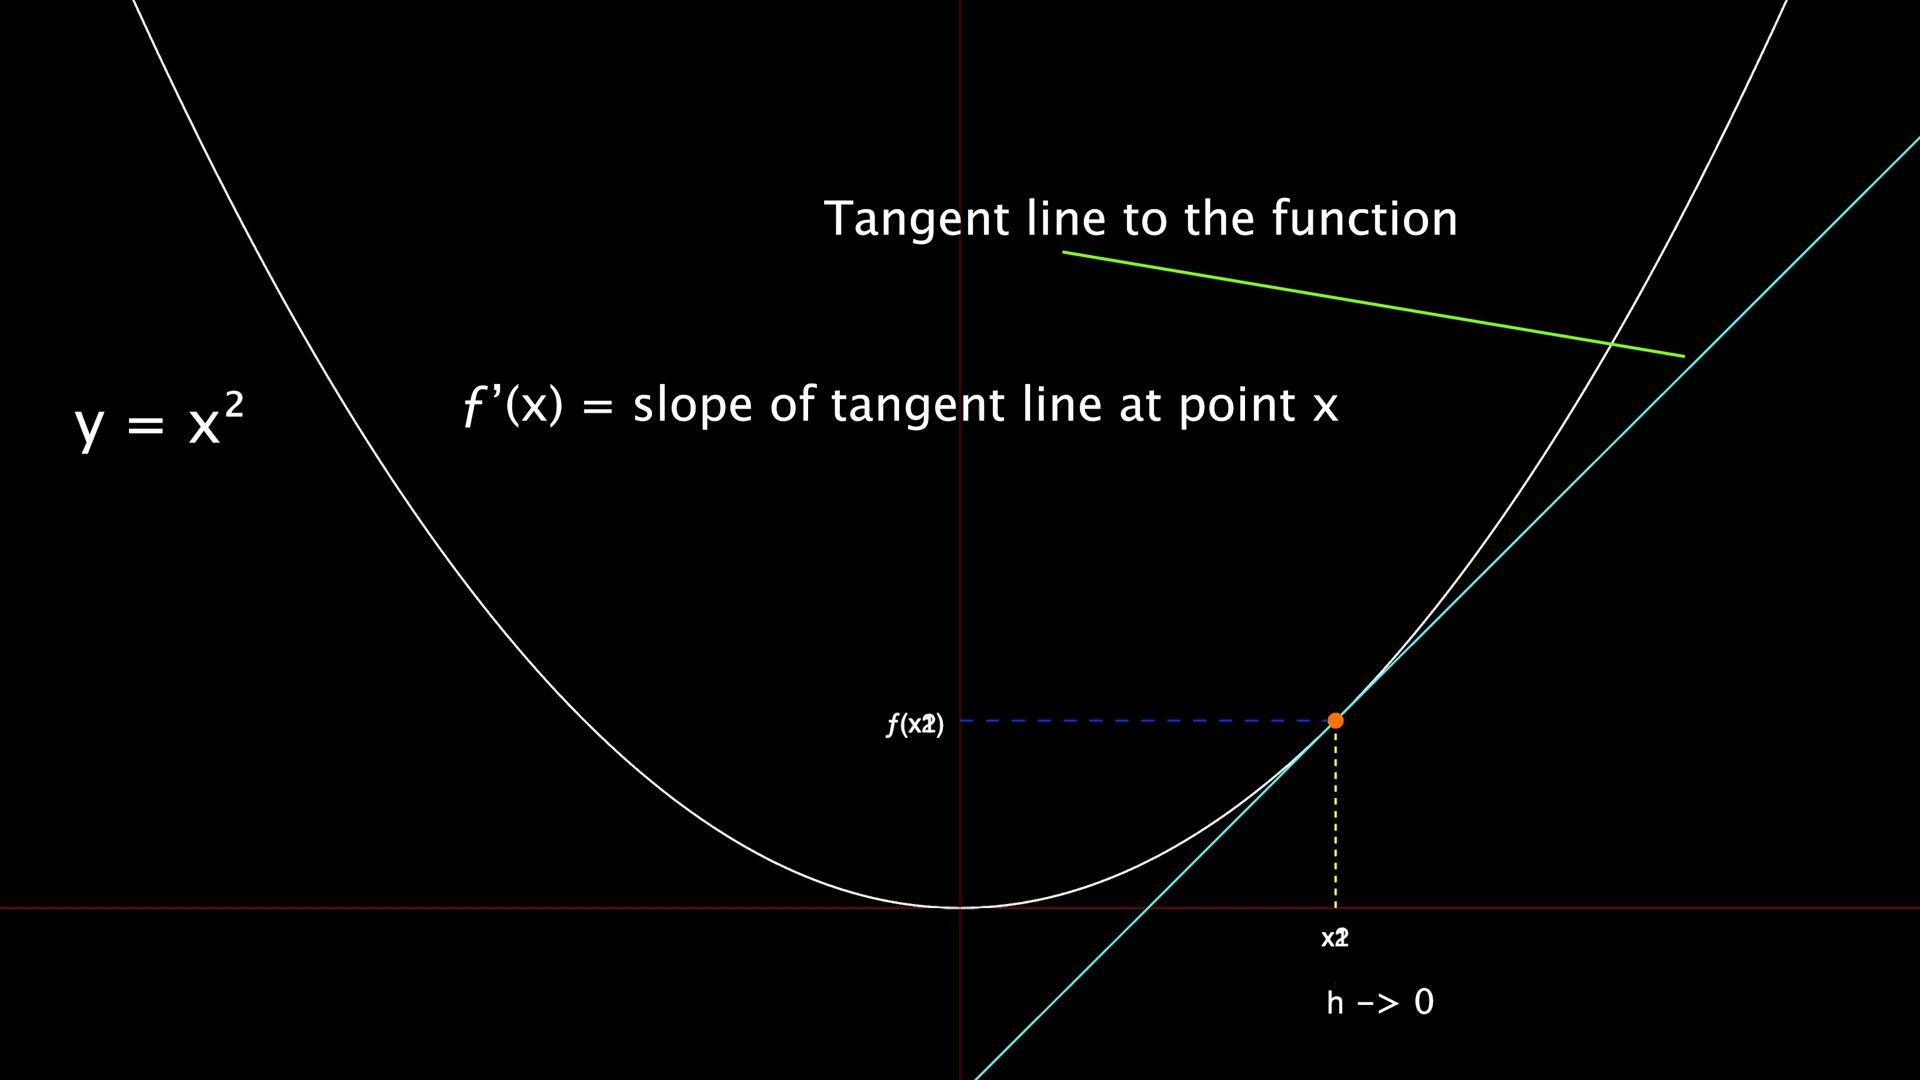 Tangent line to the function
y = x²
f'(x) = slope of tangent line at point x
h -> 0